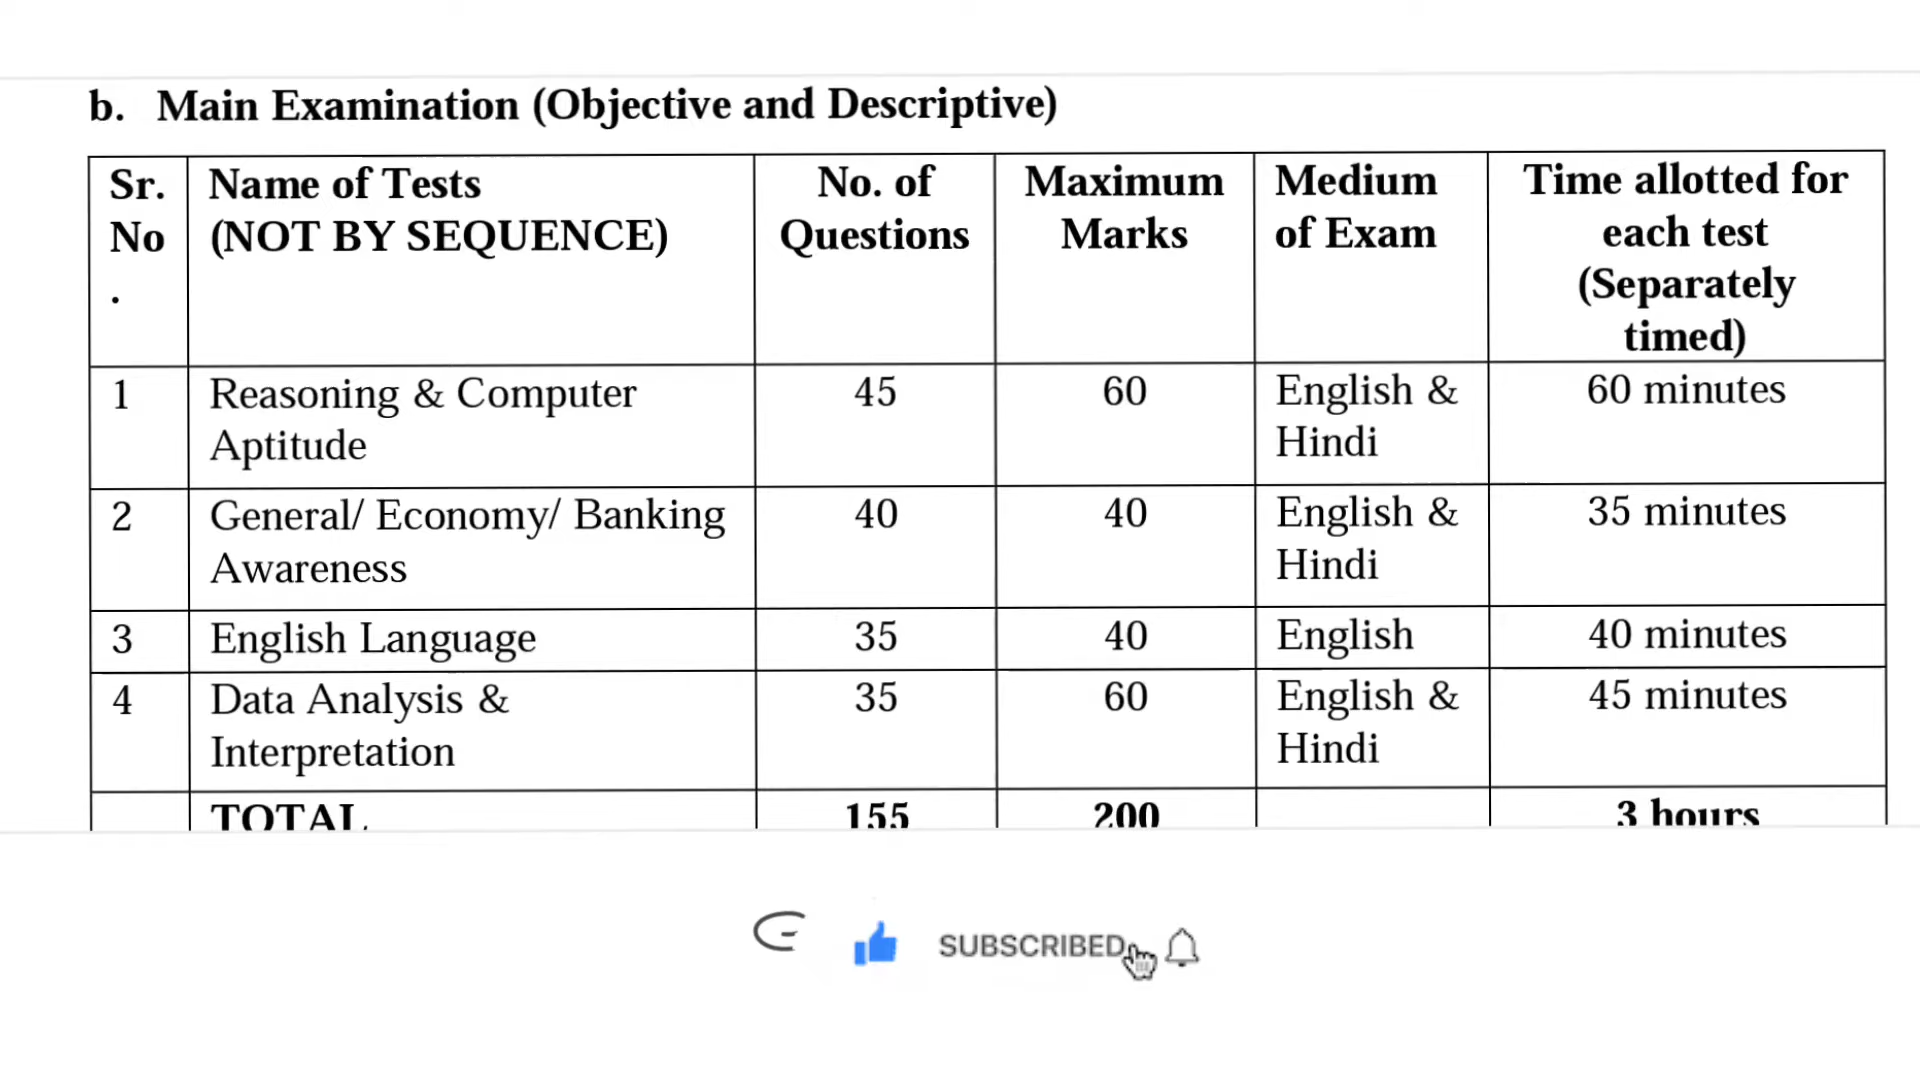 b. Main Examination (Objective and Descriptive)
Sr. No . Name of Tests (NOT BY SEQUENCE) No. of Questions Maximum Marks Medium of Exam Time allotted for each test (Separately timed)
1 Reasoning & Computer Aptitude 45 60 English & Hindi 60 minutes
2 General/ Economy/ Banking Awareness 40 40 English & Hindi 35 minutes
3 English Language 35 40 English 40 minutes
4 Data Analysis & Interpretation 35 60 English & Hindi 45 minutes
TOTAL 155 200 3 hours
SUBSCRIBED